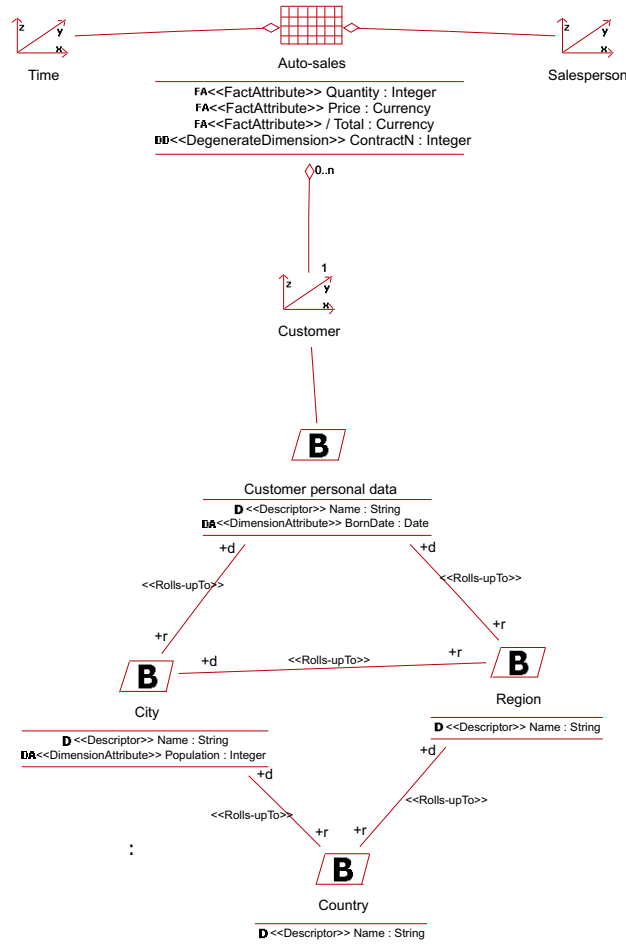 z y x
z y x
Time
Auto-sales
Salesperson
FA<<FactAttribute>> Quantity : Integer
FA<<FactAttribute>> Price : Currency
FA<<FactAttribute>> / Total : Currency
DD<<DegenerateDimension>> ContractN : Integer
0..n
1
z y x
Customer
B
Customer personal data
D <<Descriptor>> Name : String
DA<<DimensionAttribute>> BornDate : Date
+d +d
<<Rolls-upTo>> <<Rolls-upTo>>
+r +r
B +d <<Rolls-upTo>> +r B
City
Region
D <<Descriptor>> Name : String
DA<<DimensionAttribute>> Population : Integer
D <<Descriptor>> Name : String
+d +d
<<Rolls-upTo>> <<Rolls-upTo>>
+r +r
:
B
Country
D <<Descriptor>> Name : String